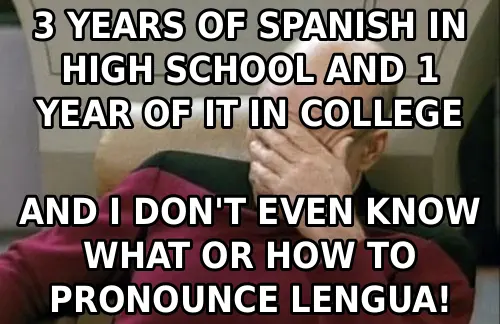 3 YEARS OF SPANISH IN
HIGH SCHOOL AND 1
YEAR OF IT IN COLLEGE
AND I DON'T EVEN KNOW
WHAT OR HOW TO
PRONOUNCE LENGUA!